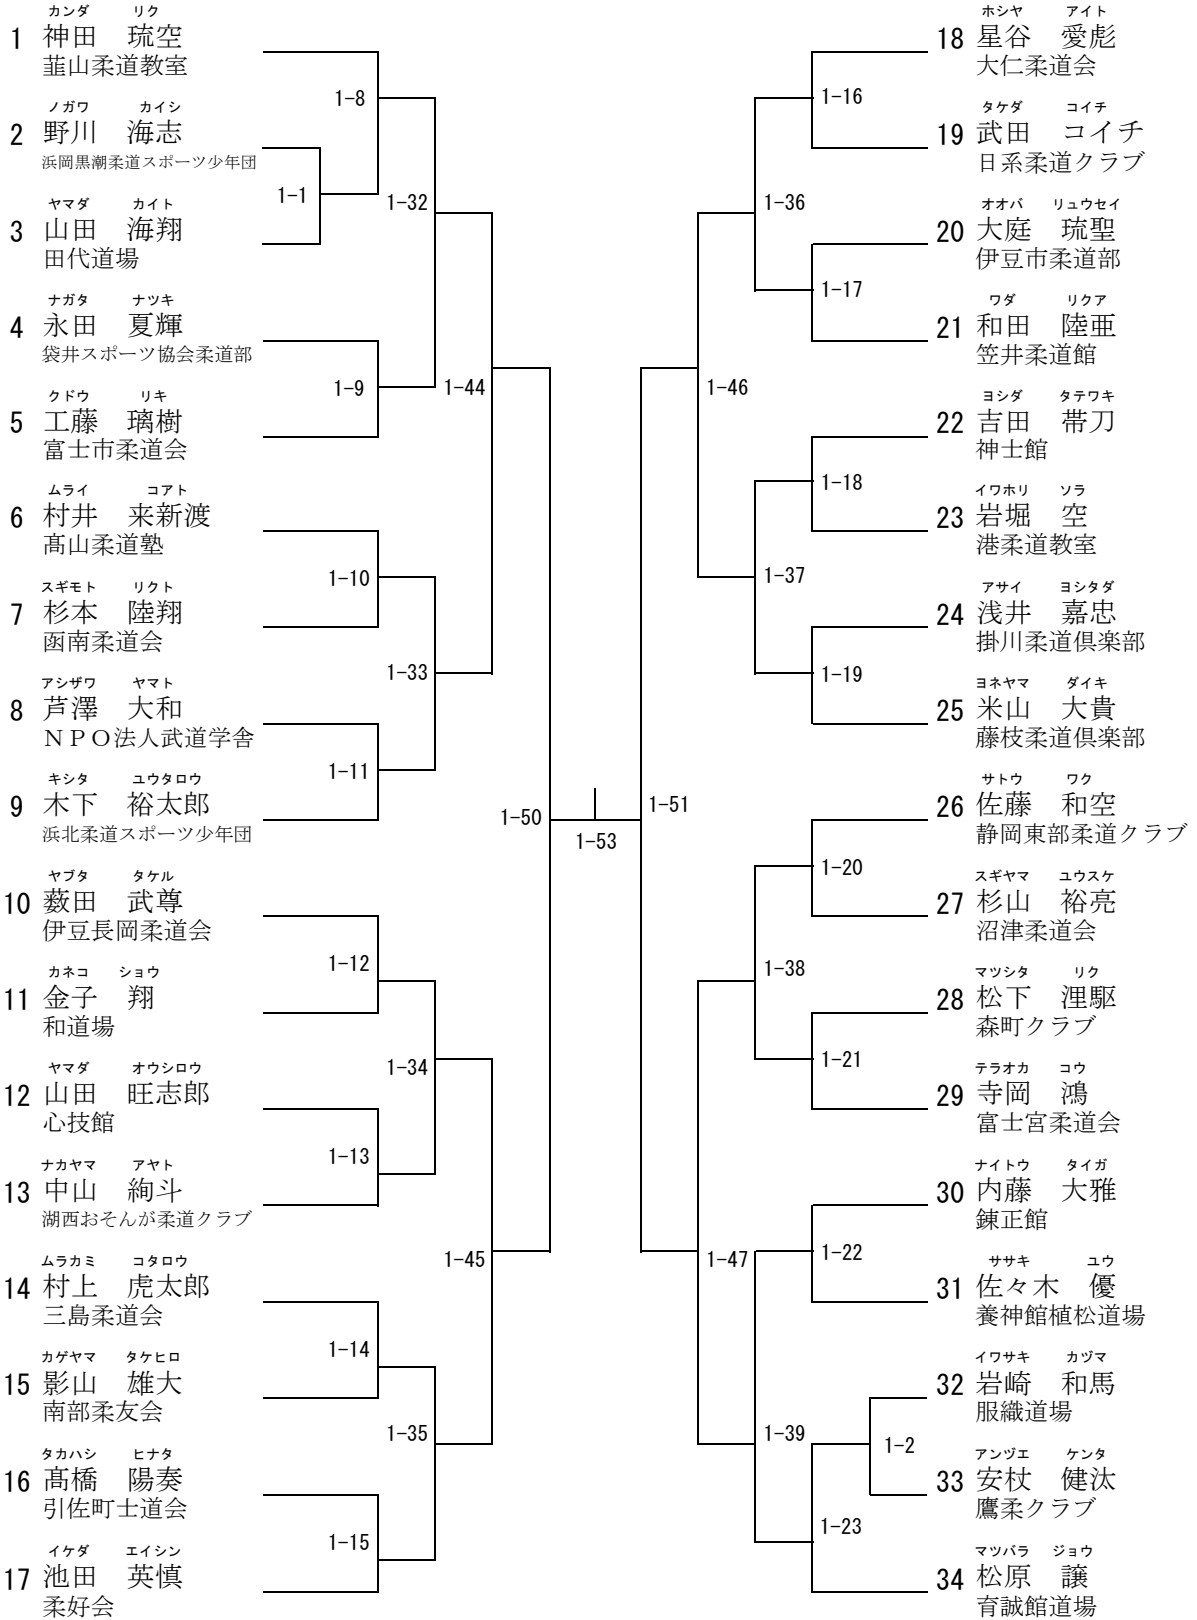 カンダ リク
1 神田 琉空
韮山柔道教室
1-8
ノガワ カイシ
2 野川 海志
浜岡黒潮柔道スポーツ少年団
1-1
1-32
ヤマダ カイト
3 山田 海翔
田代道場
ナガタ ナツキ
4 永田 夏輝
袋井スポーツ協会柔道部
1-9
1-44
クドウ リキ
5 工藤 璃樹
富士市柔道会
ムライ コアト
6 村井 来新渡
髙山柔道塾
1-10
スギモト リクト
7 杉本 陸翔
函南柔道会
1-33
アシザワ ヤマト
8 芦澤 大和
ＮＰＯ法人武道学舎
1-11
キシタ ユウタロウ
9 木下 裕太郎
浜北柔道スポーツ少年団
1-50
1-53
ヤブタ タケル
10 薮田 武尊
伊豆長岡柔道会
1-12
カネコ ショウ
11 金子 翔
和道場
1-34
ヤマダ オウシロウ
12 山田 旺志郎
心技館
1-13
ナカヤマ アヤト
13 中山 絢斗
湖西おそんが柔道クラブ
1-45
ムラカミ コタロウ
14 村上 虎太郎
三島柔道会
1-14
カゲヤマ タケヒロ
15 影山 雄大
南部柔友会
1-35
タカハシ ヒナタ
16 髙橋 陽奏
引佐町士道会
1-15
イケダ エイシン
17 池田 英慎
柔好会
ホシヤ アイト
18 星谷 愛彪
大仁柔道会
1-16
タケダ コイチ
19 武田 コイチ
日系柔道クラブ
1-36
オオバ リュウセイ
20 大庭 琉聖
伊豆市柔道部
1-17
ワダ リクア
21 和田 陸亜
笠井柔道館
1-46
ヨシダ タテワキ
22 吉田 帯刀
神士館
1-18
イワホリ ソラ
23 岩堀 空
港柔道教室
1-37
アサイ ヨシタダ
24 浅井 嘉忠
掛川柔道倶楽部
1-19
ヨネヤマ ダイキ
25 米山 大貴
藤枝柔道倶楽部
1-51
サトウ ワク
26 佐藤 和空
静岡東部柔道クラブ
1-20
スギヤマ ユウスケ
27 杉山 裕亮
沼津柔道会
1-38
マツシタ リク
28 松下 浬駆
森町クラブ
1-21
テラオカ コウ
29 寺岡 鴻
富士宮柔道会
ナイトウ タイガ
30 内藤 大雅
錬正館
1-22
1-47
ササキ ユウ
31 佐々木 優
養神館植松道場
イワサキ カヅマ
32 岩崎 和馬
服織道場
1-39
1-2
アンヅエ ケンタ
33 安杖 健汰
鷹柔クラブ
1-23
マツバラ ジョウ
34 松原 譲
育誠館道場